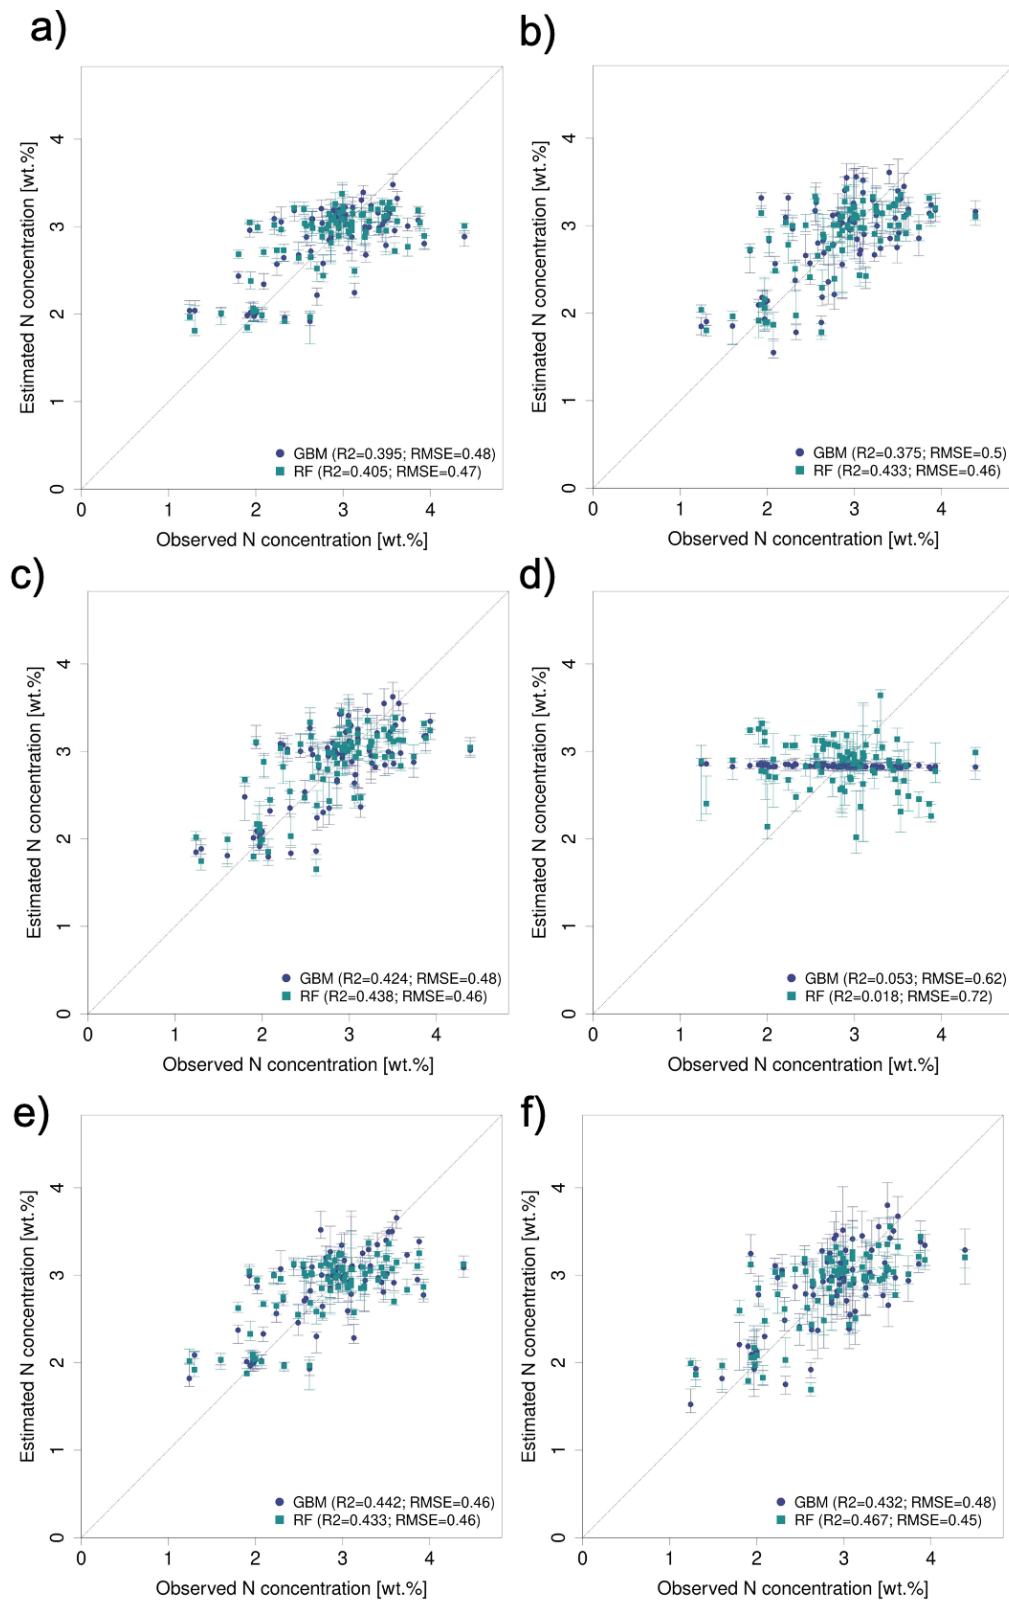 a)
Estimated N concentration [wt.%]
4
3
2
1
0
GBM (R2=0.395; RMSE=0.48)
RF (R2=0.405; RMSE=0.47)
0 1 2 3 4
Observed N concentration [wt.%]
b)
Estimated N concentration [wt.%]
4
3
2
1
0
GBM (R2=0.375; RMSE=0.5)
RF (R2=0.433; RMSE=0.46)
0 1 2 3 4
Observed N concentration [wt.%]
c)
Estimated N concentration [wt.%]
4
3
2
1
0
GBM (R2=0.424; RMSE=0.48)
RF (R2=0.438; RMSE=0.46)
0 1 2 3 4
Observed N concentration [wt.%]
d)
Estimated N concentration [wt.%]
4
3
2
1
0
GBM (R2=0.053; RMSE=0.62)
RF (R2=0.018; RMSE=0.72)
0 1 2 3 4
Observed N concentration [wt.%]
e)
Estimated N concentration [wt.%]
4
3
2
1
0
GBM (R2=0.442; RMSE=0.46)
RF (R2=0.433; RMSE=0.46)
0 1 2 3 4
Observed N concentration [wt.%]
f)
Estimated N concentration [wt.%]
4
3
2
1
0
GBM (R2=0.432; RMSE=0.48)
RF (R2=0.467; RMSE=0.45)
0 1 2 3 4
Observed N concentration [wt.%]